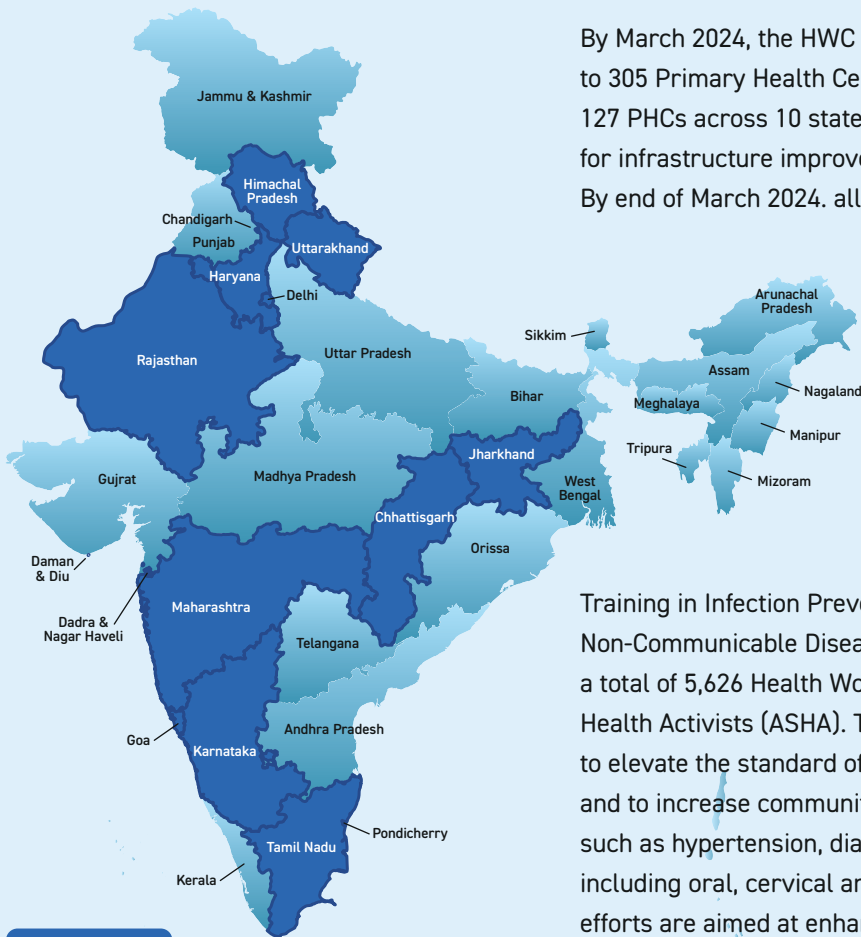 By March 2024, the HWC
to 305 Primary Health Ce
127 PHCs across 10 state
for infrastructure improve
By end of March 2024. all
Jammu & Kashmir
Himachal
Pradesh
Chandigarh
Punjab
Uttarakhand
Haryana
Delhi
Rajasthan
Uttar Pradesh
Sikkim
Arunachal
Pradesh
Assam
Nagaland
Bihar
Meghalaya
Manipur
Tripura
Mizoram
Jharkhand
Gujrat
Madhya Pradesh
West
Bengal
Chhattisgarh
Orissa
Daman
& Diu
Maharashtra
Dadra &
Nagar Haveli
Telangana
Goa
Andhra Pradesh
Karnataka
Pondicherry
Tamil Nadu
Kerala
Training in Infection Preve
Non-Communicable Disea
a total of 5,626 Health Wo
Health Activists (ASHA). T
to elevate the standard of
and to increase communit
such as hypertension, dia
including oral, cervical an
efforts are aimed at enhan